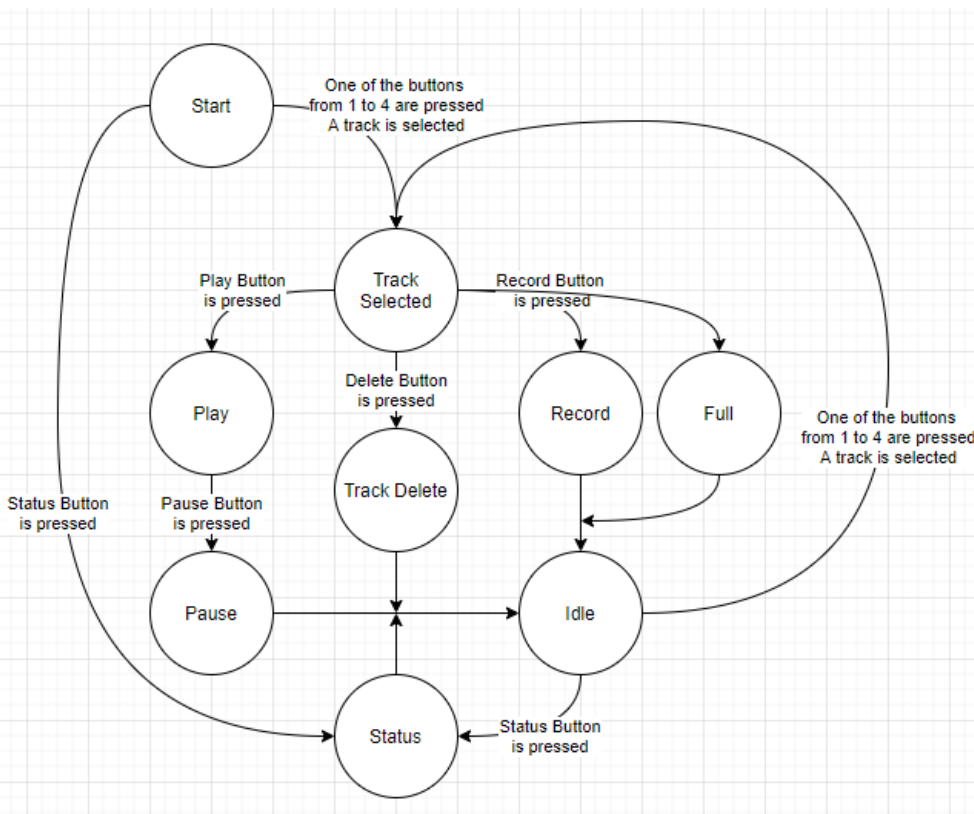 Start
One of the buttons
from 1 to 4 are pressed
A track is selected
Track
Selected
Play Button
is pressed
Record Button
is pressed
Delete Button
is pressed
Play
Record
Full
One of the buttons
from 1 to 4 are pressed
A track is selected
Track Delete
Status Button
is pressed
Pause Button
is pressed
Pause
Idle
Status
Status Button
is pressed